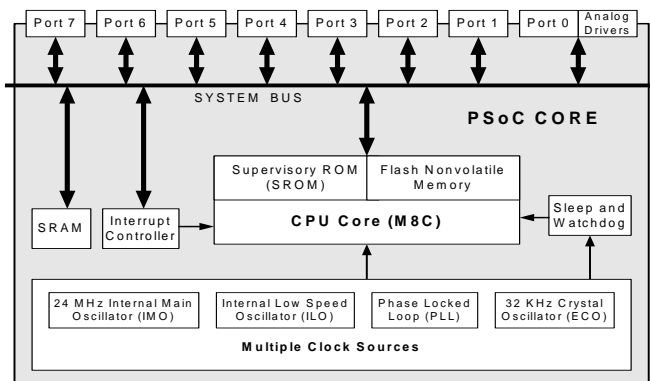 Port 7
Port 6
Port 5
Port 4
Port 3
Port 2
Port 1
Port 0
Analog
Drivers
SYSTEM BUS
PSoC CORE
Supervisory ROM
(SROM)
Flash Nonvolatile
Memory
CPU Core (M8C)
SRAM
Interrupt
Controller
Sleep and
Watchdog
24 MHz Internal Main
Oscillator (IMO)
Internal Low Speed
Oscillator (ILO)
Phase Locked
Loop (PLL)
32 KHz Crystal
Oscillator (ECO)
Multiple Clock Sources